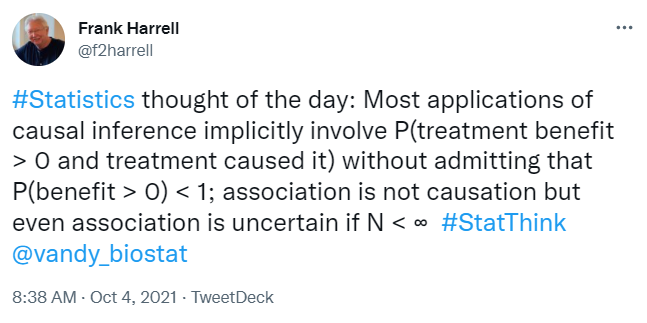 Frank Harrell
@f2harrell
#Statistics thought of the day: Most applications of
causal inference implicitly involve P(treatment benefit
> 0 and treatment caused it) without admitting that
P(benefit > 0) < 1; association is not causation but
even association is uncertain if N < ∞ #StatThink
@vandy_biostat
8:38 AM · Oct 4, 2021 · TweetDeck